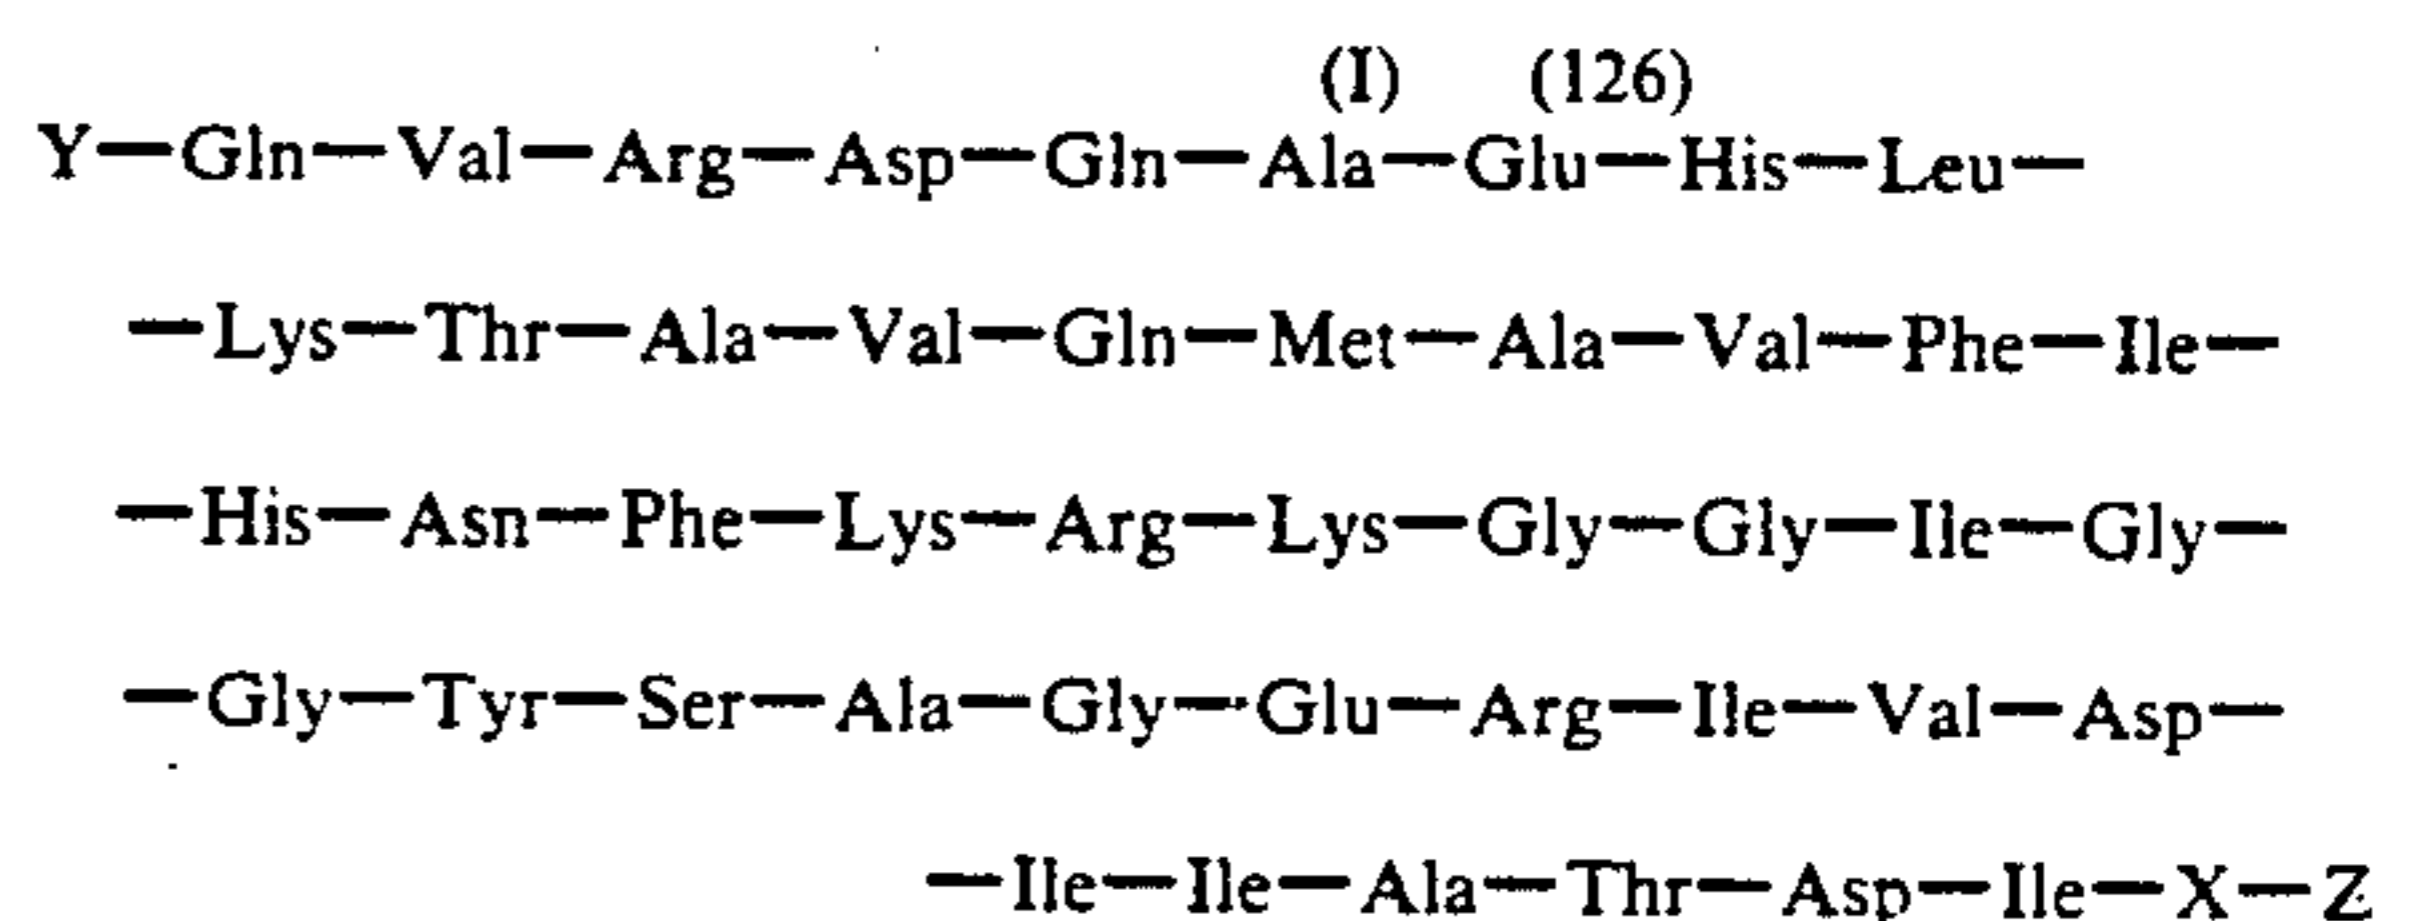 (I) (126)
Y—Gln—Val—Arg—Asp—Gln—Ala—Glu—His—Leu—
—Lys—Thr—Ala—Val—Gln—Met—Ala—Val—Phe—Ile—
—His—Asn—Phe—Lys—Arg—Lys—Gly—Gly—Ile—Gly—
—Gly—Tyr—Ser—Ala—Gly—Glu—Arg—Ile—Val—Asp—
—Ile—Ile—Ala—Thr—Asp—Ile—X—Z